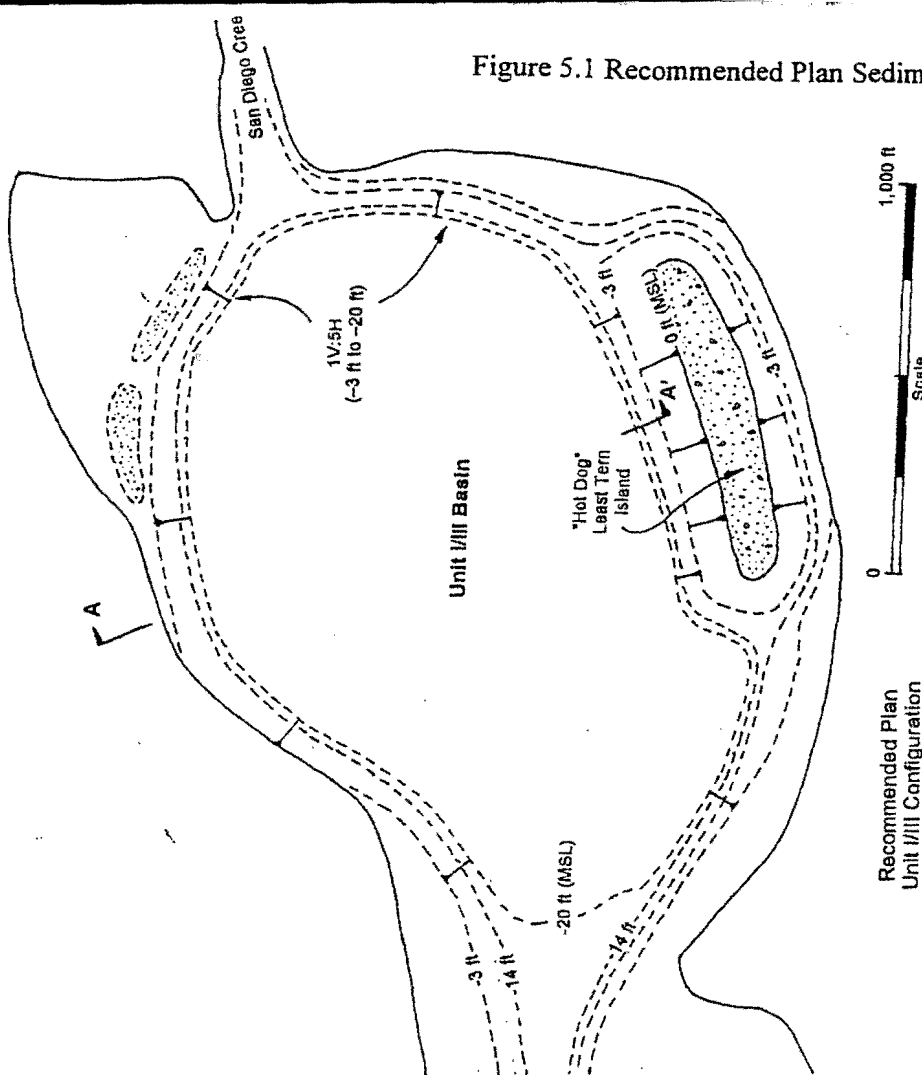 Figure 5.1 Recommended Plan Sedim
San Diego Cree
1V:5H
(–3 ft to –20 ft)
Unit I/III Basin
"Hot Dog"
Least Tern
Island
-3 ft
0 ft (MSL)
-3 ft
A
A'
-20 ft (MSL)
-3 ft
-14 ft
-14 ft
0
1,000 ft
Scale
Recommended Plan
Unit I/III Configuration